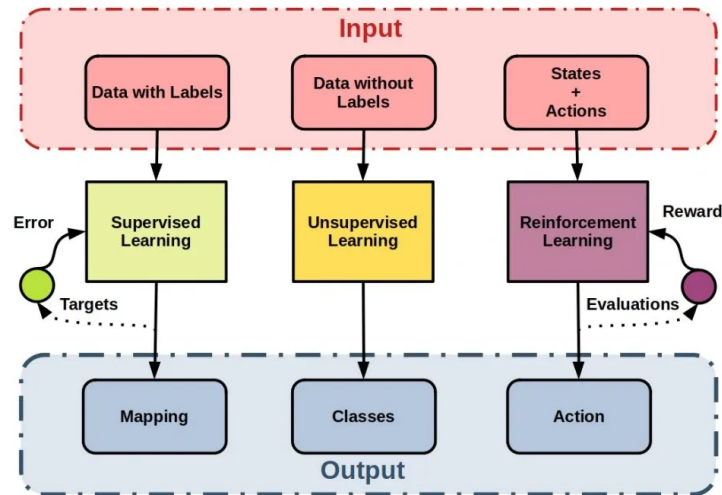 Input
Data with Labels
Data without
Labels
States
+
Actions
Error
Supervised
Learning
Unsupervised
Learning
Reinforcement
Learning
Reward
Targets
Evaluations
Mapping
Classes
Action
Output